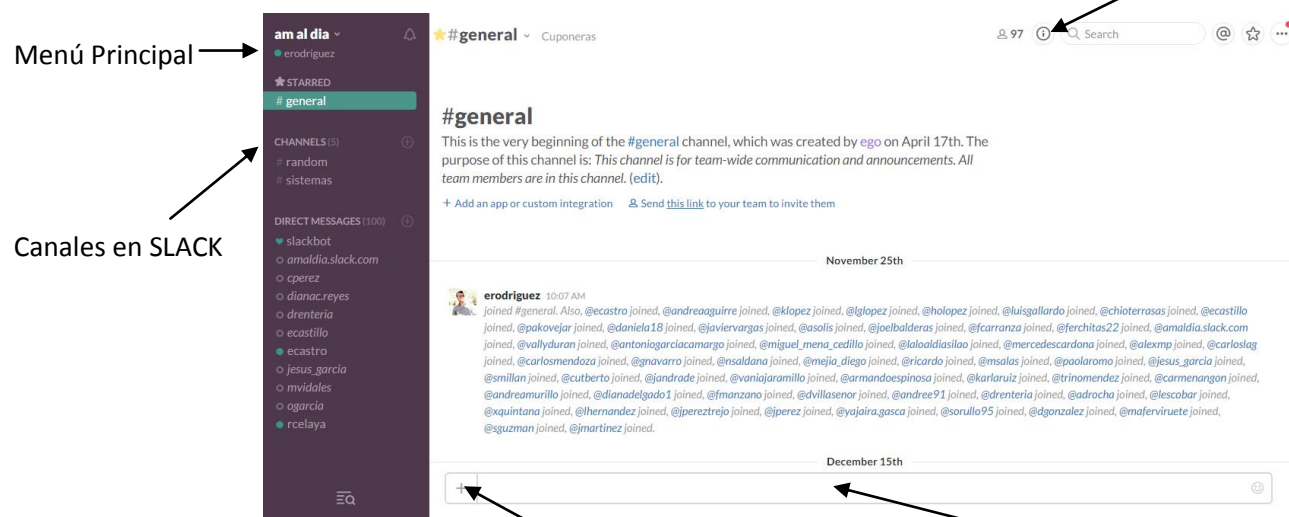 Menú Principal
Canales en SLACK
am al dia
erodriguez
STARRED
# general
CHANNELS (5)
# random
# sistemas
DIRECT MESSAGES (100)
slackbot
amaldia.slack.com
cperez
dianac.reyes
drenteria
ecastillo
ecastro
jesus_garcia
mvidales
ogarcia
rcelaya
#general Cuponeras
97
Search
#general
This is the very beginning of the #general channel, which was created by ego on April 17th. The
purpose of this channel is: This channel is for team-wide communication and announcements. All
team members are in this channel. (edit).
+ Add an app or custom integration Send this link to your team to invite them
November 25th
erodriguez 10:07 AM
joined #general. Also, @ecastro joined, @andreaaguirre joined, @klopez joined, @lglopez joined, @holopez joined, @luisgallardo joined, @chioterrasas joined, @ecastillo
joined, @pakovejar joined, @daniela18 joined, @javiervargas joined, @asolis joined, @joelbalderas joined, @fcarranza joined, @ferchitas22 joined, @amaldia.slack.com
joined, @vallyduran joined, @antoniogarciacamargo joined, @miguel_mena_cedillo joined, @laloaldiasilao joined, @mercedescardona joined, @alexmp joined, @carloslag
joined, @carlosmendoza joined, @gnavarro joined, @nsaldana joined, @mejia_diego joined, @ricardo joined, @msalas joined, @paolaromo joined, @jesus_garcia joined,
@smillan joined, @cutberto joined, @jandrade joined, @vaniajaramillo joined, @armandoespinosa joined, @karlaruiz joined, @trinomendez joined, @carmenangon joined,
@andreamurillo joined, @dianadelgado1 joined, @fmanzano joined, @dvillasenor joined, @andree91 joined, @drenteria joined, @adrocha joined, @lescobar joined,
@xquintana joined, @lhernandez joined, @jpereztrejo joined, @jperez joined, @yajaira.gasca joined, @sorullo95 joined, @dgonzalez joined, @maferviruete joined,
@sguzman joined, @jmartinez joined.
December 15th